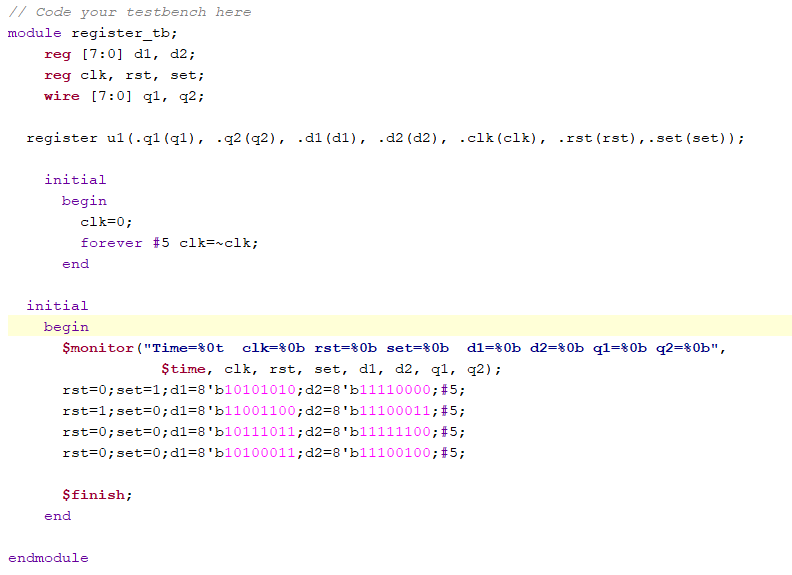 // Code your testbench here
module register_tb;
reg [7:0] d1, d2;
reg clk, rst, set;
wire [7:0] q1, q2;
register u1(.q1(q1), .q2(q2), .d1(d1), .d2(d2), .clk(clk), .rst(rst),.set(set));
initial
begin
clk=0;
forever #5 clk=~clk;
end
initial
begin
$monitor("Time=%0t  clk=%0b rst=%0b set=%0b  d1=%0b d2=%0b q1=%0b q2=%0b",
$time, clk, rst, set, d1, d2, q1, q2);
rst=0;set=1;d1=8'b10101010;d2=8'b11110000;#5;
rst=1;set=0;d1=8'b11001100;d2=8'b11100011;#5;
rst=0;set=0;d1=8'b10111011;d2=8'b11111100;#5;
rst=0;set=0;d1=8'b10100011;d2=8'b11100100;#5;
$finish;
end
endmodule